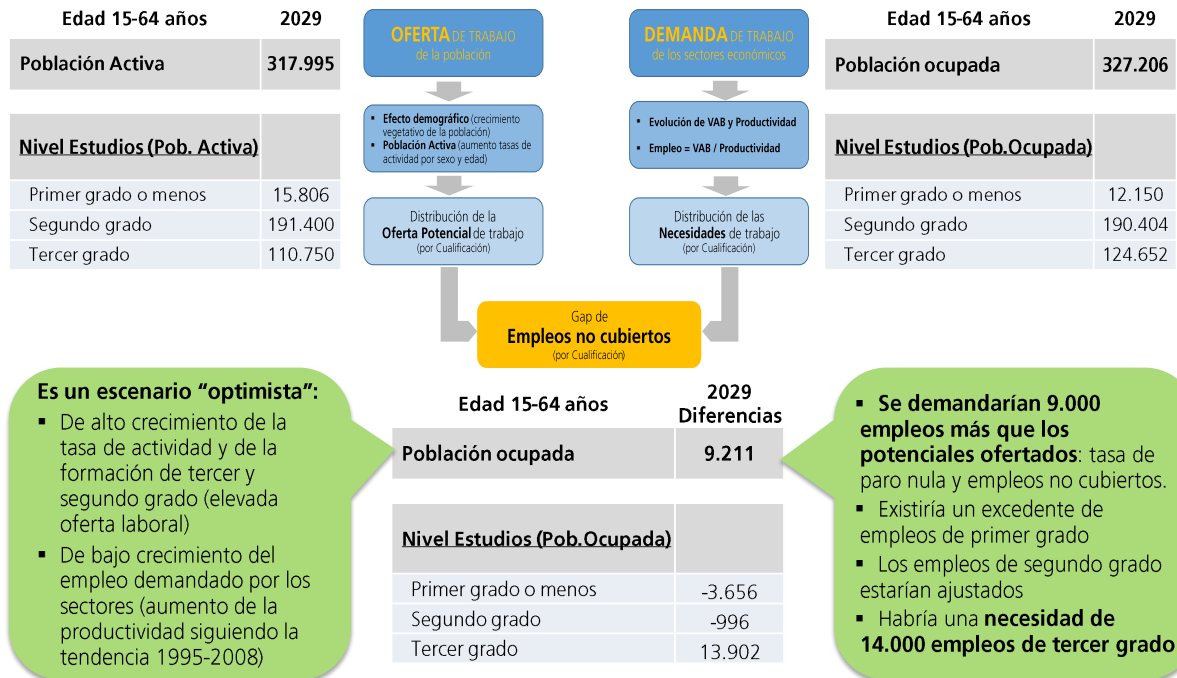 Edad 15-64 años 2029
Población Activa 317.995
Nivel Estudios (Pob. Activa)
Primer grado o menos 15.806
Segundo grado 191.400
Tercer grado 110.750
OFERTA DE TRABAJO
de la población
▪ Efecto demográfico (crecimiento
vegetativo de la población)
▪ Población Activa (aumento tasas de
actividad por sexo y edad)
Distribución de la
Oferta Potencial de trabajo
(por Cualificación)
DEMANDA DE TRABAJO
de los sectores económicos
▪ Evolución de VAB y Productividad
▪ Empleo = VAB / Productividad
Distribución de las
Necesidades de trabajo
(por Cualificación)
Edad 15-64 años 2029
Población ocupada 327.206
Nivel Estudios (Pob.Ocupada)
Primer grado o menos 12.150
Segundo grado 190.404
Tercer grado 124.652
Gap de
Empleos no cubiertos
(por Cualificación)
Es un escenario “optimista”:
▪ De alto crecimiento de la
tasa de actividad y de la
formación de tercer y
segundo grado (elevada
oferta laboral)
▪ De bajo crecimiento del
empleo demandado por los
sectores (aumento de la
productividad siguiendo la
tendencia 1995-2008)
Edad 15-64 años 2029
Diferencias
Población ocupada 9.211
Nivel Estudios (Pob.Ocupada)
Primer grado o menos -3.656
Segundo grado -996
Tercer grado 13.902
▪ Se demandarían 9.000
empleos más que los
potenciales ofertados: tasa de
paro nula y empleos no cubiertos.
▪ Existiría un excedente de
empleos de primer grado
▪ Los empleos de segundo grado
estarían ajustados
▪ Habría una necesidad de
14.000 empleos de tercer grado